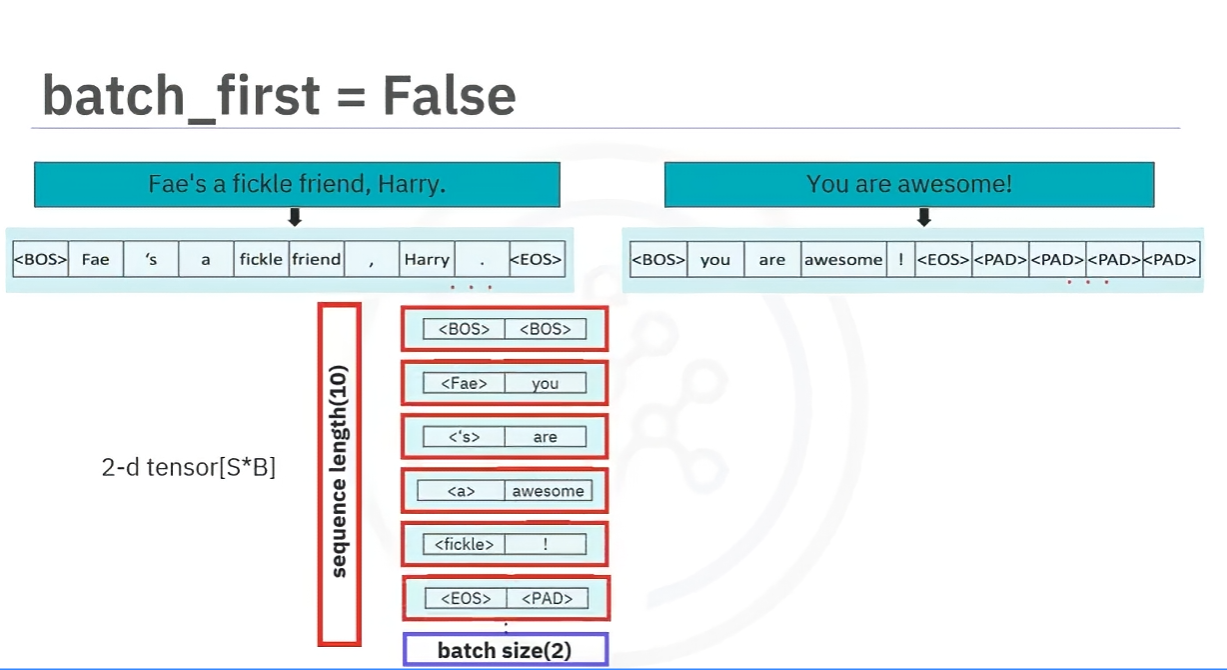 batch_first = False
Fae's a fickle friend, Harry.
You are awesome!
<BOS> Fae 's a fickle friend , Harry . <EOS>
<BOS> you are awesome ! <EOS> <PAD> <PAD> <PAD> <PAD>
. . .
. . .
2-d tensor[S*B]
sequence length(10)
<BOS> <BOS>
<Fae> you
<'s> are
<a> awesome
<fickle> !
<EOS> <PAD>
:
batch size(2)